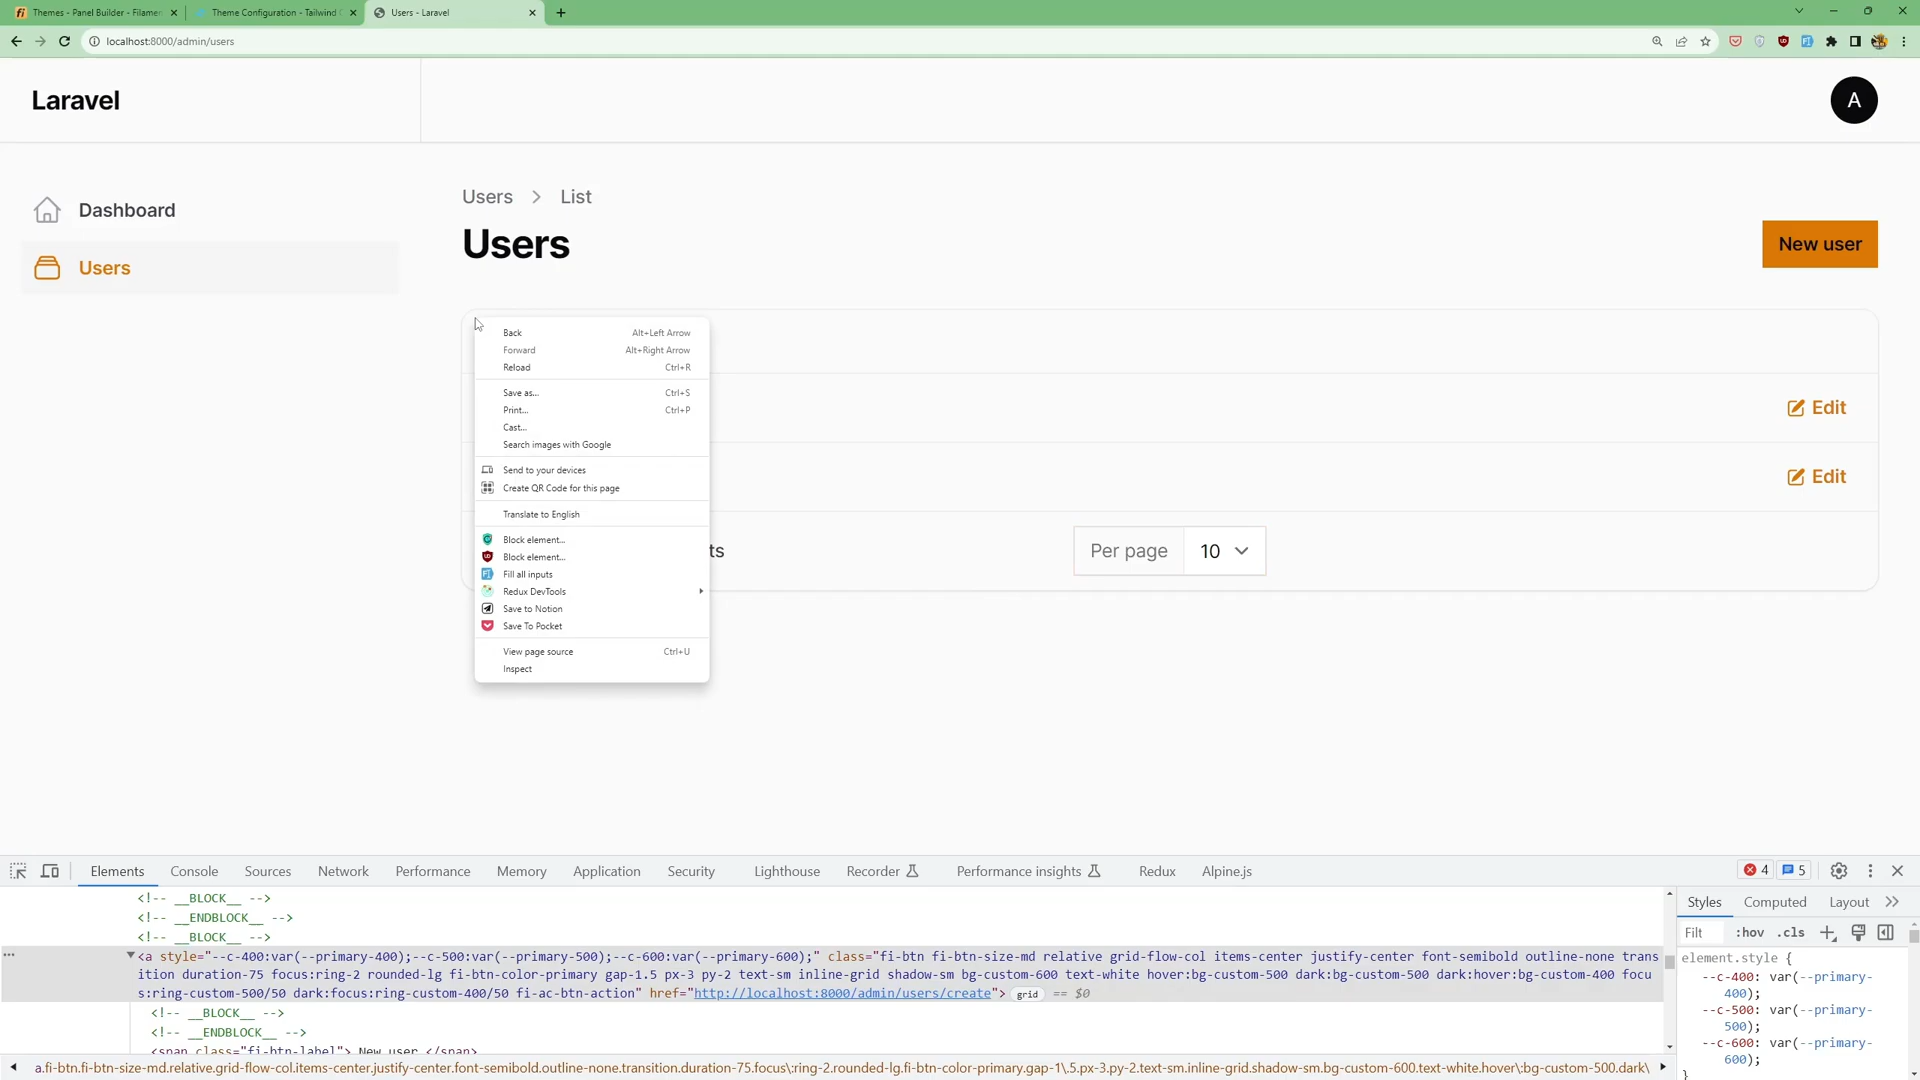 Themes - Panel Builder - Filamen
Theme Configuration - Tailwind C
Users - Laravel
localhost:8000/admin/users
Laravel
A
Dashboard
Users
Users > List
Users
New user
Back Alt+Left Arrow
Forward Alt+Right Arrow
Reload Ctrl+R
Save as... Ctrl+S
Print... Ctrl+P
Cast...
Search images with Google
Send to your devices
Create QR Code for this page
Translate to English
Block element...
Block element...
Fill all inputs
Redux DevTools
Save to Notion
Save To Pocket
View page source Ctrl+U
Inspect
Edit
Edit
ts
Per page 10
Elements Console Sources Network Performance Memory Application Security Lighthouse Recorder Performance insights Redux Alpine.js 4 5
<!-- __BLOCK__ -->
<!-- __ENDBLOCK__ -->
<!-- __BLOCK__ -->
<a style="--c-400:var(--primary-400);--c-500:var(--primary-500);--c-600:var(--primary-600);" class="fi-btn fi-btn-size-md relative grid-flow-col items-center justify-center font-semibold outline-none trans
ition duration-75 focus:ring-2 rounded-lg fi-btn-color-primary gap-1.5 px-3 py-2 text-sm inline-grid shadow-sm bg-custom-600 text-white hover:bg-custom-500 dark:bg-custom-500 dark:hover:bg-custom-400 focu
s:ring-custom-500/50 dark:focus:ring-custom-400/50 fi-ac-btn-action" href="http://localhost:8000/admin/users/create"> grid == $0
<!-- __BLOCK__ -->
<!-- __ENDBLOCK__ -->
<span class="fi-btn-label"> New user </span>
a.fi-btn.fi-btn-size-md.relative.grid-flow-col.items-center.justify-center.font-semibold.outline-none.transition.duration-75.focus\:ring-2.rounded-lg.fi-btn-color-primary.gap-1\.5.px-3.py-2.text-sm.inline-grid.shadow-sm.bg-custom-600.text-white.hover\:bg-custom-500.dark\
Styles Computed Layout
Filt :hov .cls
element.style {
--c-400: var(--primary-
400);
--c-500: var(--primary-
500);
--c-600: var(--primary-
600);
}